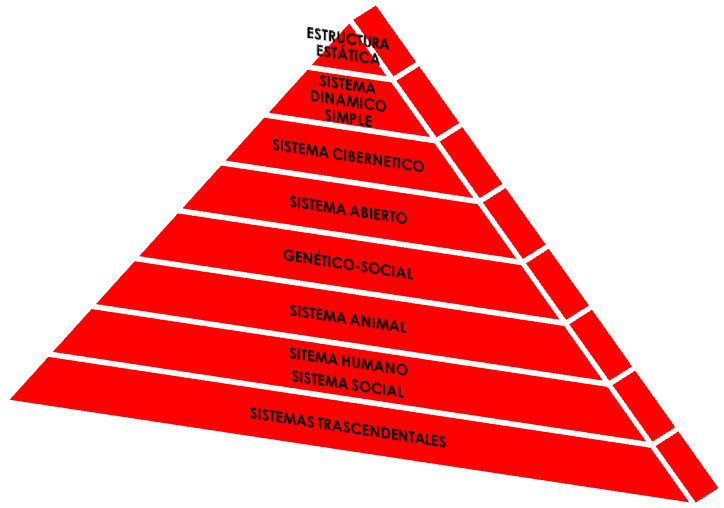 ESTRUCTURA
ESTÁTICA
SISTEMA
DINAMICO
SIMPLE
SISTEMA CIBERNETICO
SISTEMA ABIERTO
GENÉTICO-SOCIAL
SISTEMA ANIMAL
SITEMA HUMANO
SISTEMA SOCIAL
SISTEMAS TRASCENDENTALES